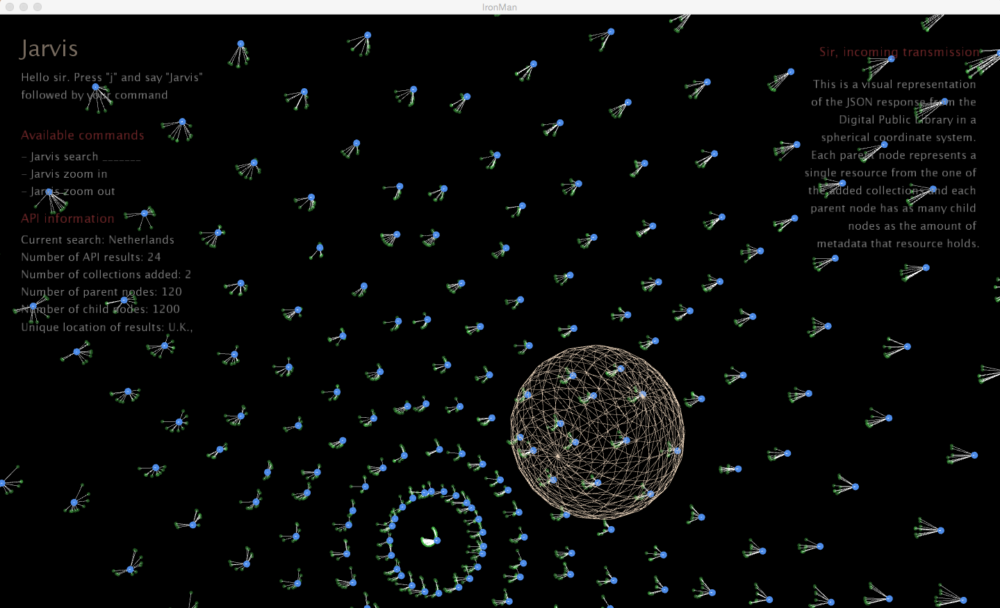 IronMan
Jarvis
Hello sir. Press "j" and say "Jarvis"
followed by your command
Available commands
– Jarvis search _______
– Jarvis zoom in
– Jarvis zoom out
API information
Current search: Netherlands
Number of API results: 24
Number of collections added: 2
Number of parent nodes: 120
Number of child nodes: 1200
Unique location of results: U.K.,
Sir, incoming transmission
This is a visual representation
of the JSON response from the
Digital Public Library in a
spherical coordinate system.
Each parent node represents a
single resource from the one of
the added collections and each
parent node has as many child
nodes as the amount of
metadata that resource holds.